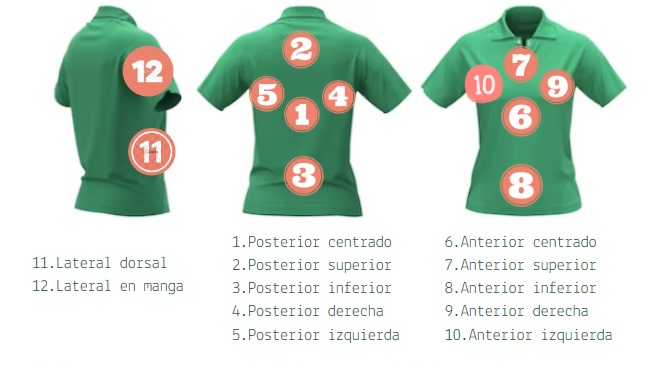 12
11
2
5
4
1
3
7
10
9
6
8
11.Lateral dorsal
12.Lateral en manga
1.Posterior centrado
2.Posterior superior
3.Posterior inferior
4.Posterior derecha
5.Posterior izquierda
6.Anterior centrado
7.Anterior superior
8.Anterior inferior
9.Anterior derecha
10.Anterior izquierda